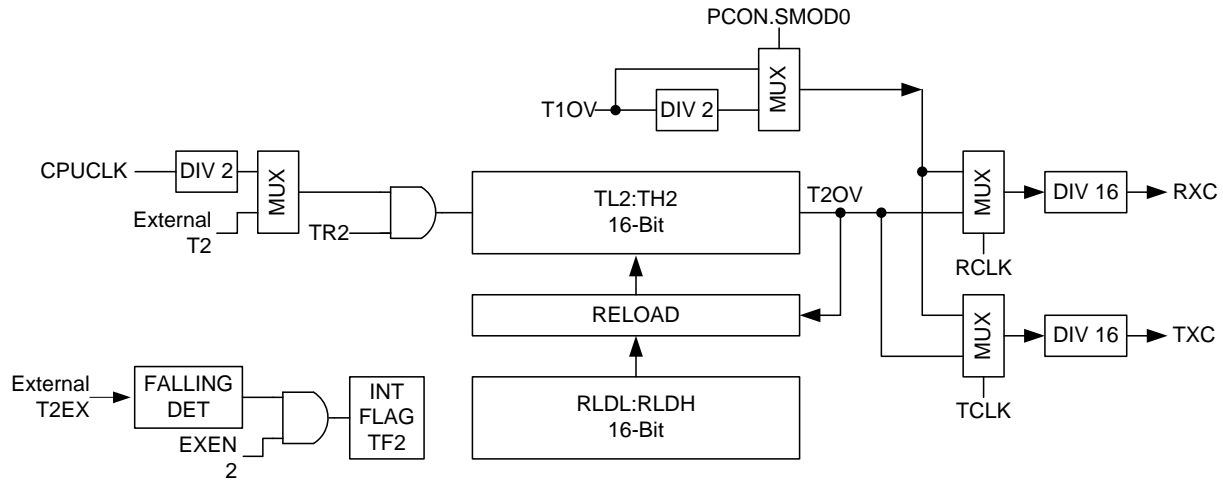 PCON.SMOD0
MUX
T1OV
DIV 2
CPUCLK
DIV 2
MUX
External
T2
TR2
TL2:TH2
16-Bit
T2OV
MUX
DIV 16
RXC
RCLK
RELOAD
MUX
DIV 16
TXC
TCLK
External
T2EX
FALLING
DET
EXEN
2
INT
FLAG
TF2
RLDL:RLDH
16-Bit